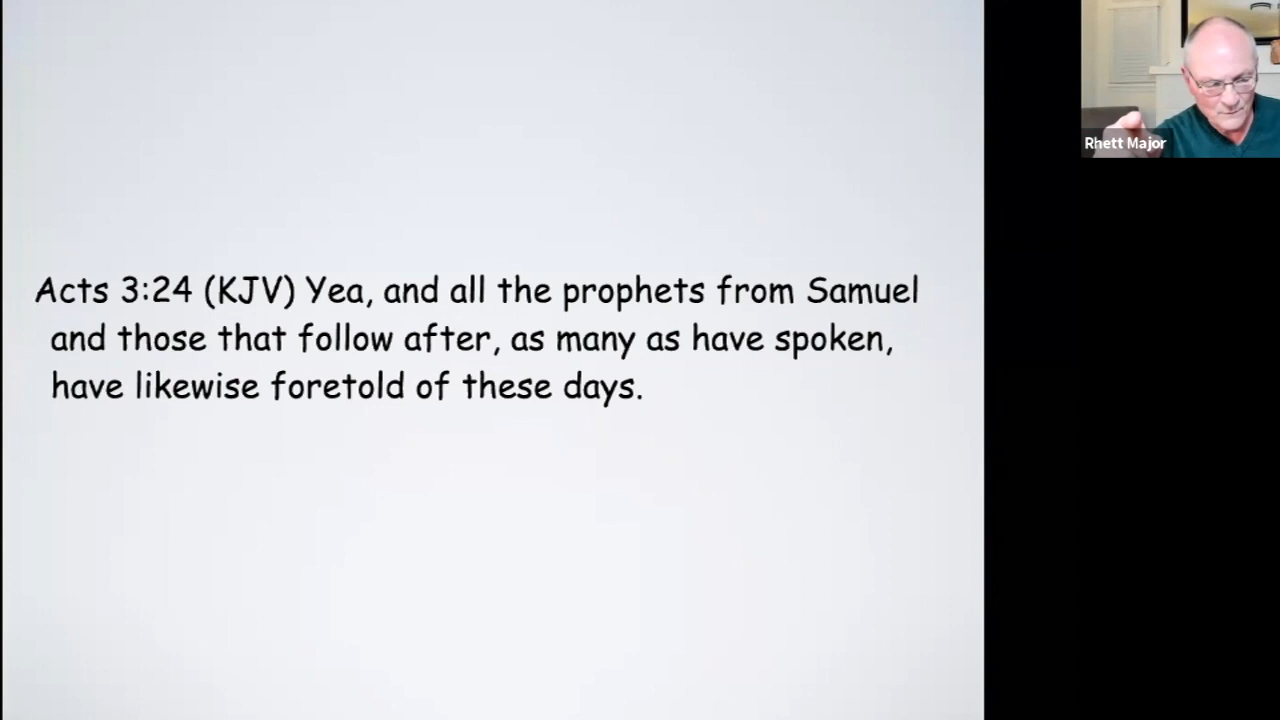 Acts 3:24 (KJV) Yea, and all the prophets from Samuel
and those that follow after, as many as have spoken,
have likewise foretold of these days.
Rhett Major